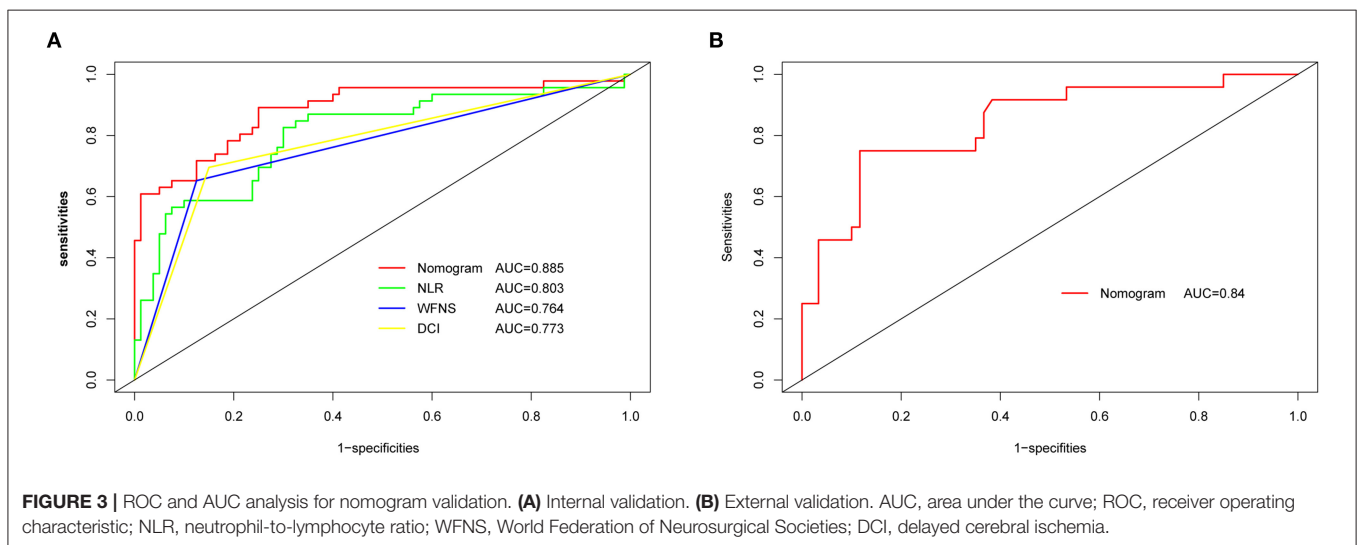 A
1.0
0.8
0.6
0.4
0.2
0.0
sensitivities
Nomogram AUC=0.885
NLR AUC=0.803
WFNS AUC=0.764
DCI AUC=0.773
0.0 0.2 0.4 0.6 0.8 1.0
1−specificities
B
1.0
0.8
0.6
0.4
0.2
0.0
Sensitivities
Nomogram AUC=0.84
0.0 0.2 0.4 0.6 0.8 1.0
1−specifities
FIGURE 3 | ROC and AUC analysis for nomogram validation. (A) Internal validation. (B) External validation. AUC, area under the curve; ROC, receiver operating
characteristic; NLR, neutrophil-to-lymphocyte ratio; WFNS, World Federation of Neurosurgical Societies; DCI, delayed cerebral ischemia.